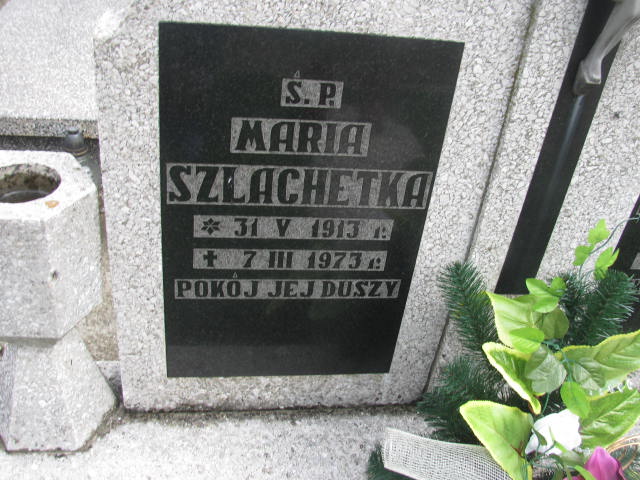 Ś. P.
MARIA
SZLACHETKA
* 31 V 1913 r.
✝ 7 III 1973 r.
POKÓJ JEJ DUSZY